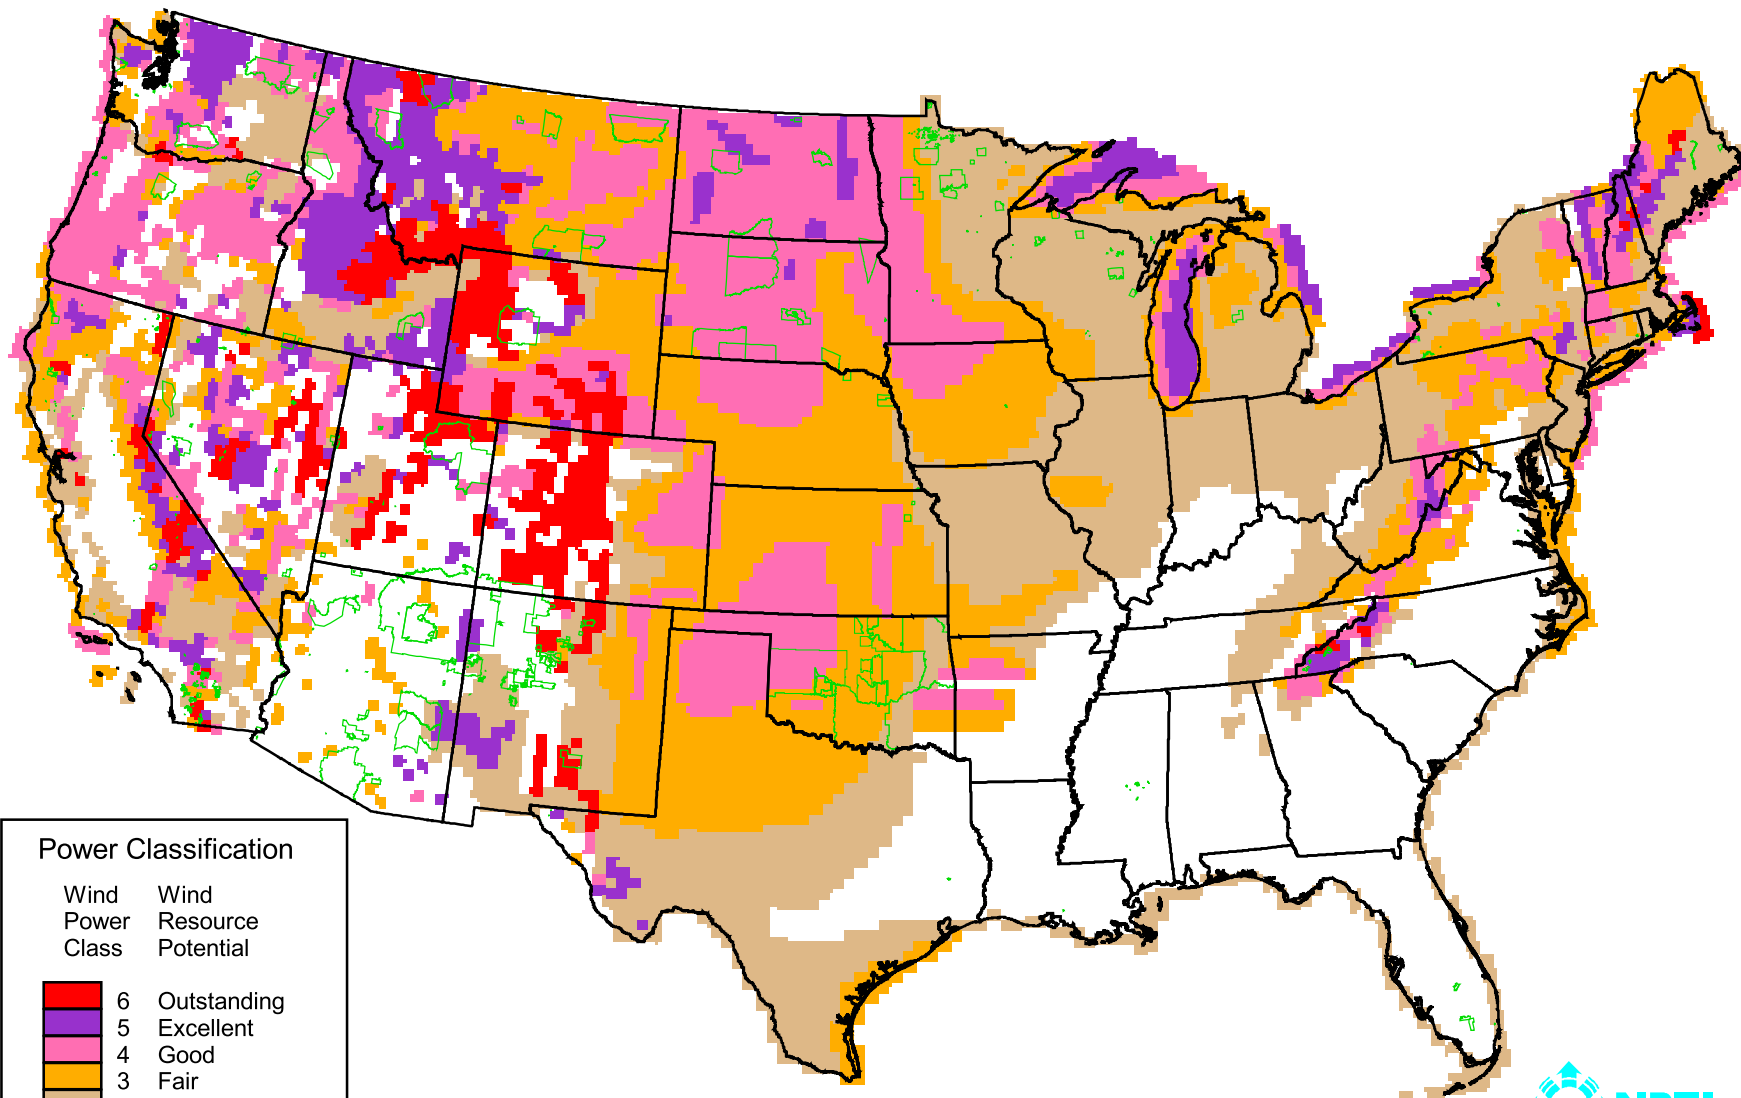 Power Classification
Wind Wind
Power Resource
Class Potential
6 Outstanding
5 Excellent
4 Good
3 Fair